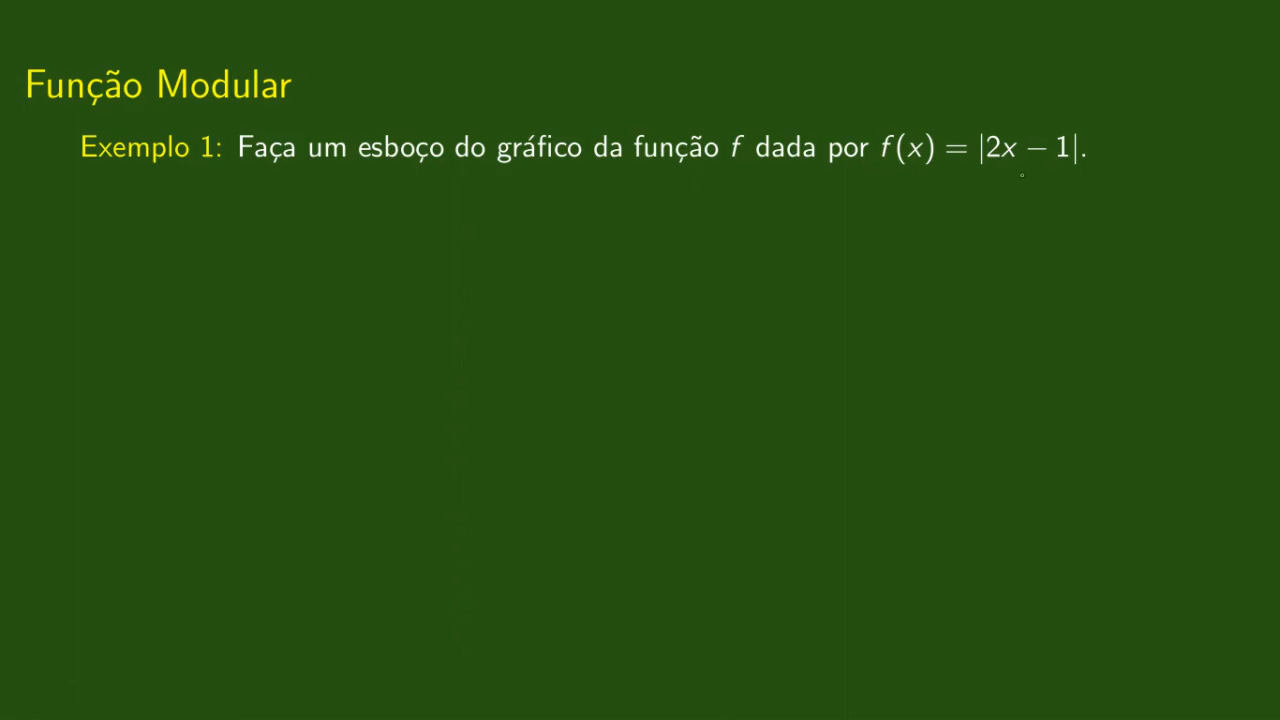 Função Modular
Exemplo 1: Faça um esboço do gráfico da função f dada por f(x) = |2x − 1|.